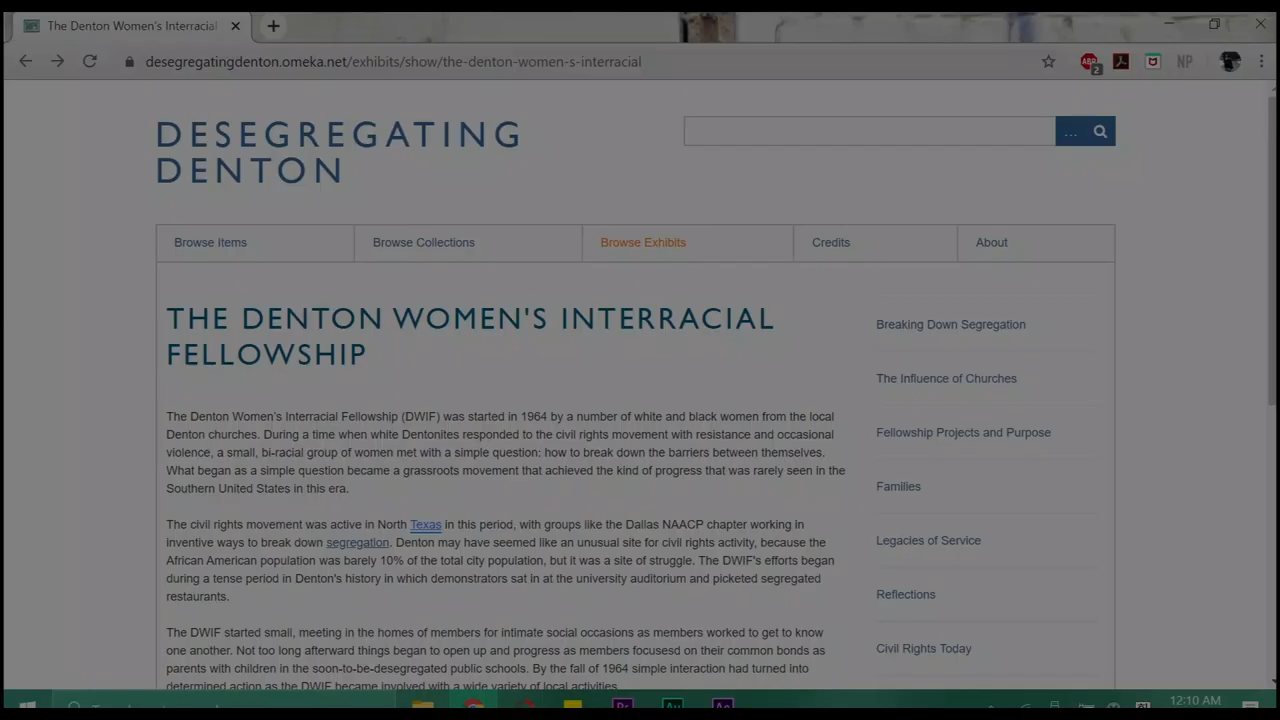 The Denton Women's Interracial
desegregatingdenton.omeka.net/exhibits/show/the-denton-women-s-interracial
ABP
2
NP
DESEGREGATING
DENTON
...
Browse Items
Browse Collections
Browse Exhibits
Credits
About
THE DENTON WOMEN'S INTERRACIAL
FELLOWSHIP
The Denton Women's Interracial Fellowship (DWIF) was started in 1964 by a number of white and black women from the local
Denton churches. During a time when white Dentonites responded to the civil rights movement with resistance and occasional
violence, a small, bi-racial group of women met with a simple question: how to break down the barriers between themselves.
What began as a simple question became a grassroots movement that achieved the kind of progress that was rarely seen in the
Southern United States in this era.
The civil rights movement was active in North Texas in this period, with groups like the Dallas NAACP chapter working in
inventive ways to break down segregation. Denton may have seemed like an unusual site for civil rights activity, because the
African American population was barely 10% of the total city population, but it was a site of struggle. The DWIF's efforts began
during a tense period in Denton's history in which demonstrators sat in at the university auditorium and picketed segregated
restaurants.
The DWIF started small, meeting in the homes of members for intimate social occasions as members worked to get to know
one another. Not too long afterward things began to open up and progress as members focusesd on their common bonds as
parents with children in the soon-to-be-desegregated public schools. By the fall of 1964 simple interaction had turned into
determined action as the DWIF became involved with a wide variety of local activities.
Breaking Down Segregation
The Influence of Churches
Fellowship Projects and Purpose
Families
Legacies of Service
Reflections
Civil Rights Today
Pr
Au
Ae
12:10 AM